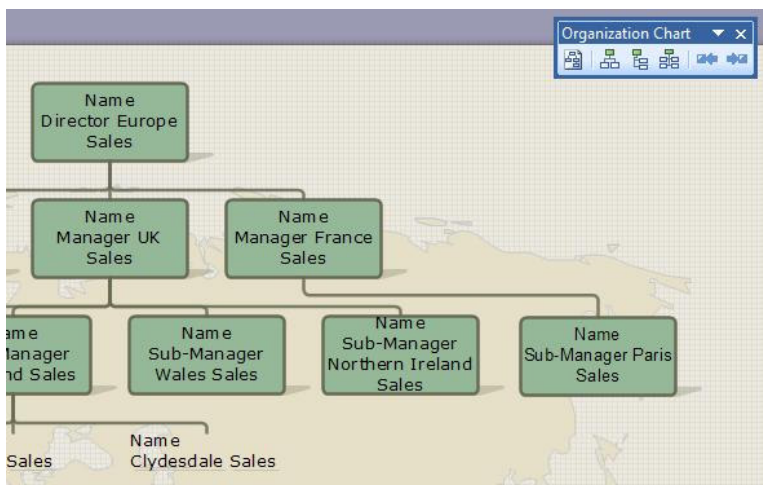 Organization Chart
Name
Director Europe
Sales
Name
Manager UK
Sales
Name
Manager France
Sales
Sales
Name
Sub-Manager
Wales Sales
Name
Sub-Manager
Northern Ireland
Sales
Name
Sub-Manager Paris
Sales
Sales
Name
Clydesdale Sales